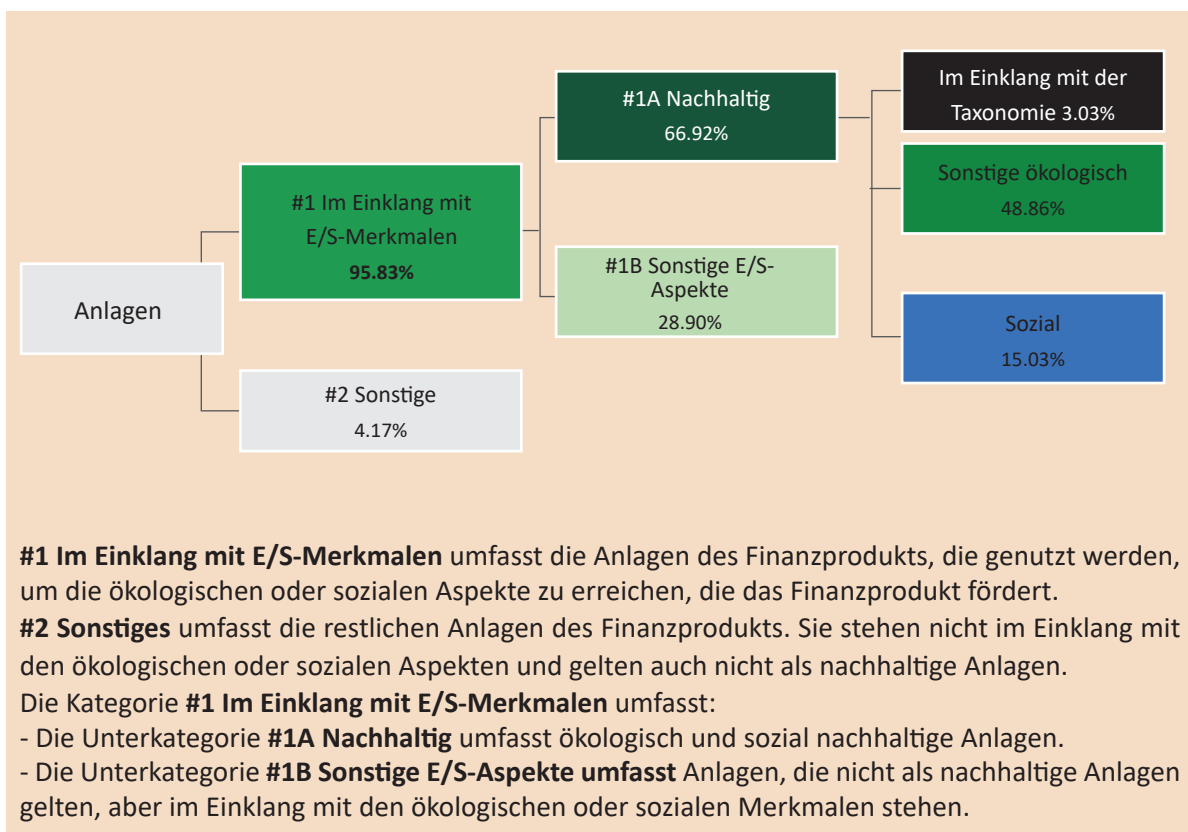 Anlagen
#1 Im Einklang mit
E/S-Merkmalen
95.83%
#2 Sonstige
4.17%
#1A Nachhaltig
66.92%
#1B Sonstige E/S-
Aspekte
28.90%
Im Einklang mit der
Taxonomie 3.03%
Sonstige ökologisch
48.86%
Sozial
15.03%
#1 Im Einklang mit E/S-Merkmalen umfasst die Anlagen des Finanzprodukts, die genutzt werden,
um die ökologischen oder sozialen Aspekte zu erreichen, die das Finanzprodukt fördert.
#2 Sonstiges umfasst die restlichen Anlagen des Finanzprodukts. Sie stehen nicht im Einklang mit
den ökologischen oder sozialen Aspekten und gelten auch nicht als nachhaltige Anlagen.
Die Kategorie #1 Im Einklang mit E/S-Merkmalen umfasst:
- Die Unterkategorie #1A Nachhaltig umfasst ökologisch und sozial nachhaltige Anlagen.
- Die Unterkategorie #1B Sonstige E/S-Aspekte umfasst Anlagen, die nicht als nachhaltige Anlagen
gelten, aber im Einklang mit den ökologischen oder sozialen Merkmalen stehen.